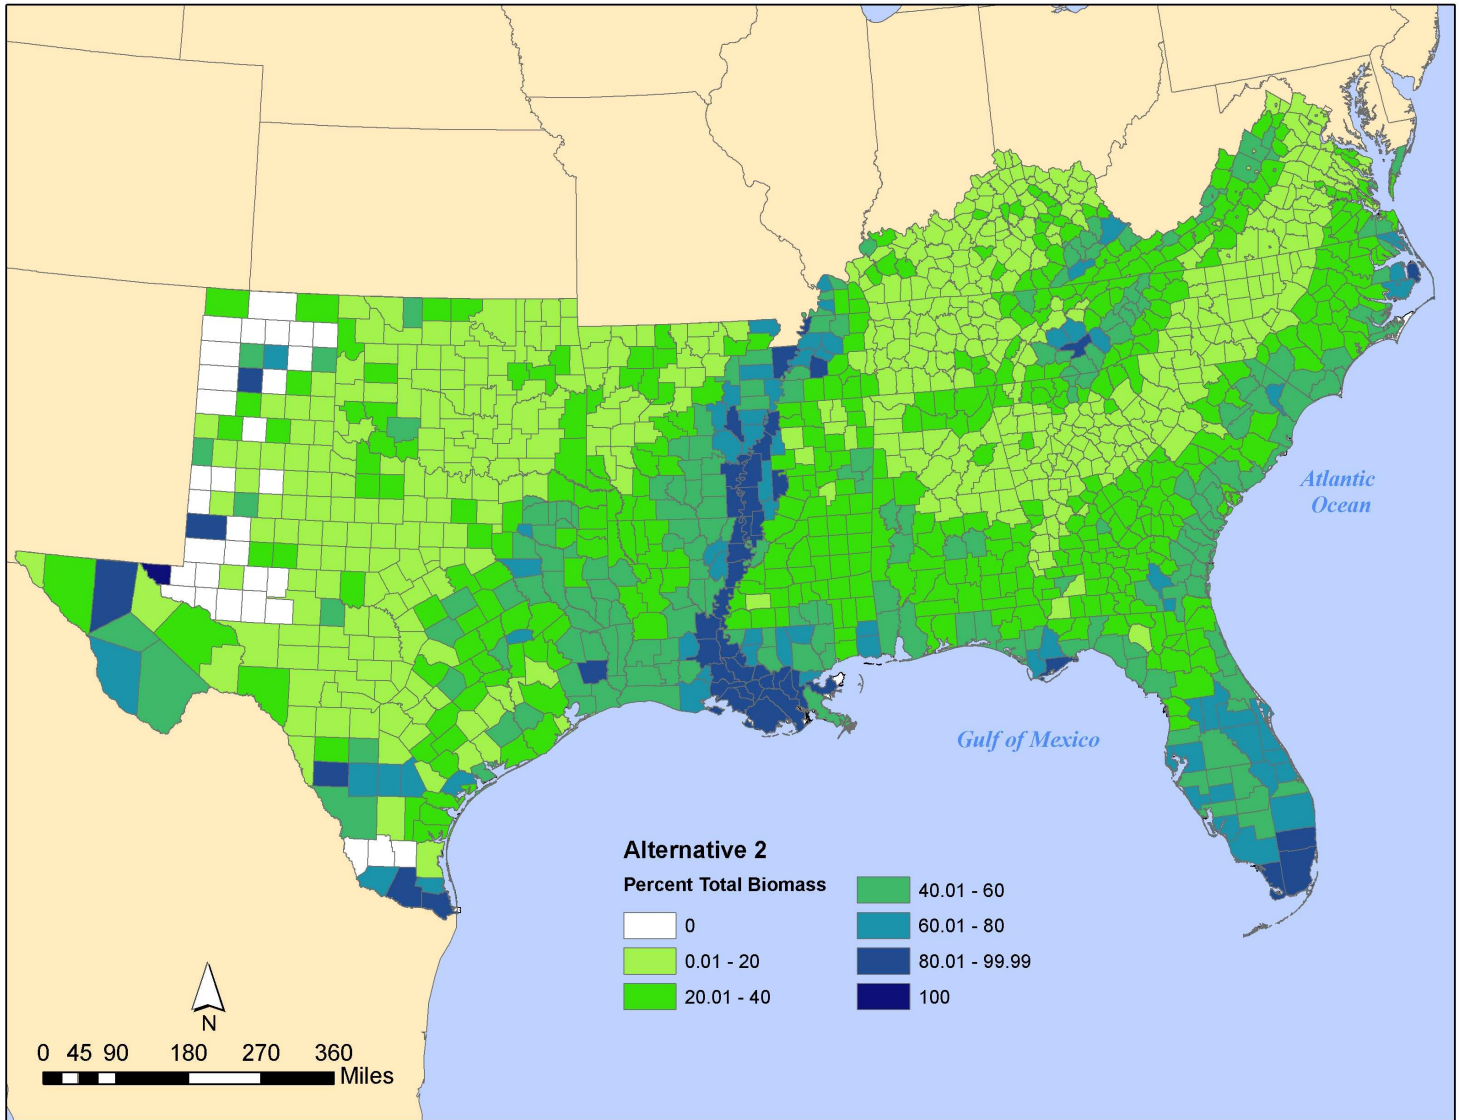 Atlantic
Ocean
Gulf of Mexico
Alternative 2
Percent Total Biomass
0
0.01 - 20
20.01 - 40
40.01 - 60
60.01 - 80
80.01 - 99.99
100
N
0 45 90 180 270 360
Miles